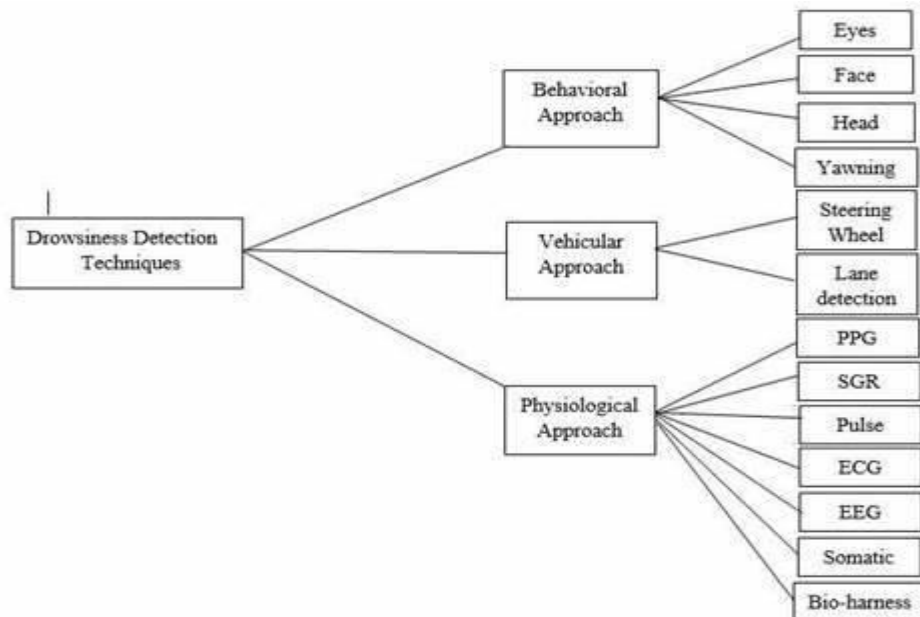 Drowsiness Detection
Techniques
Behavioral
Approach
Eyes
Face
Head
Yawning
Vehicular
Approach
Steering
Wheel
Lane
detection
Physiological
Approach
PPG
SGR
Pulse
ECG
EEG
Somatic
Bio-harness